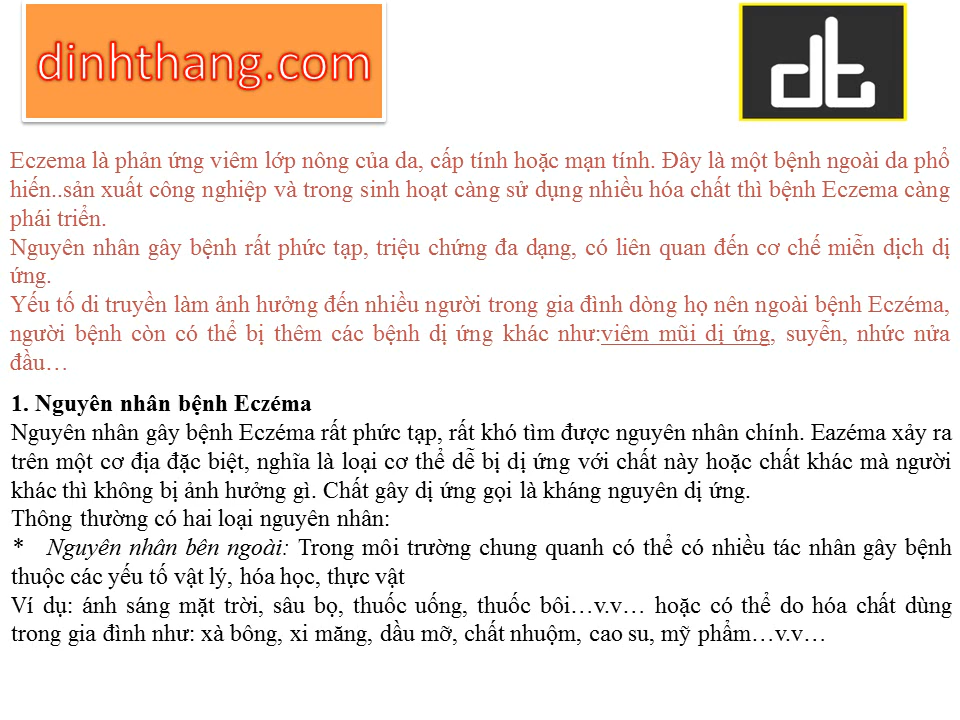 dinhthang.com
dt
Eczema là phản ứng viêm lớp nông của da, cấp tính hoặc mạn tính. Đây là một bệnh ngoài da phổ
hiến..sản xuất công nghiệp và trong sinh hoạt càng sử dụng nhiều hóa chất thì bệnh Eczema càng
phái triển.
Nguyên nhân gây bệnh rất phức tạp, triệu chứng đa dạng, có liên quan đến cơ chế miễn dịch dị
ứng.
Yếu tố di truyền làm ảnh hưởng đến nhiều người trong gia đình dòng họ nên ngoài bệnh Eczéma,
người bệnh còn có thể bị thêm các bệnh dị ứng khác như:viêm mũi dị ứng, suyễn, nhức nửa
đầu…
1. Nguyên nhân bệnh Eczéma
Nguyên nhân gây bệnh Eczéma rất phức tạp, rất khó tìm được nguyên nhân chính. Eazéma xảy ra
trên một cơ địa đặc biệt, nghĩa là loại cơ thể dễ bị dị ứng với chất này hoặc chất khác mà người
khác thì không bị ảnh hưởng gì. Chất gây dị ứng gọi là kháng nguyên dị ứng.
Thông thường có hai loại nguyên nhân:
* Nguyên nhân bên ngoài: Trong môi trường chung quanh có thể có nhiều tác nhân gây bệnh
thuộc các yếu tố vật lý, hóa học, thực vật
Ví dụ: ánh sáng mặt trời, sâu bọ, thuốc uống, thuốc bôi…v.v… hoặc có thể do hóa chất dùng
trong gia đình như: xà bông, xi măng, dầu mỡ, chất nhuộm, cao su, mỹ phẩm…v.v…